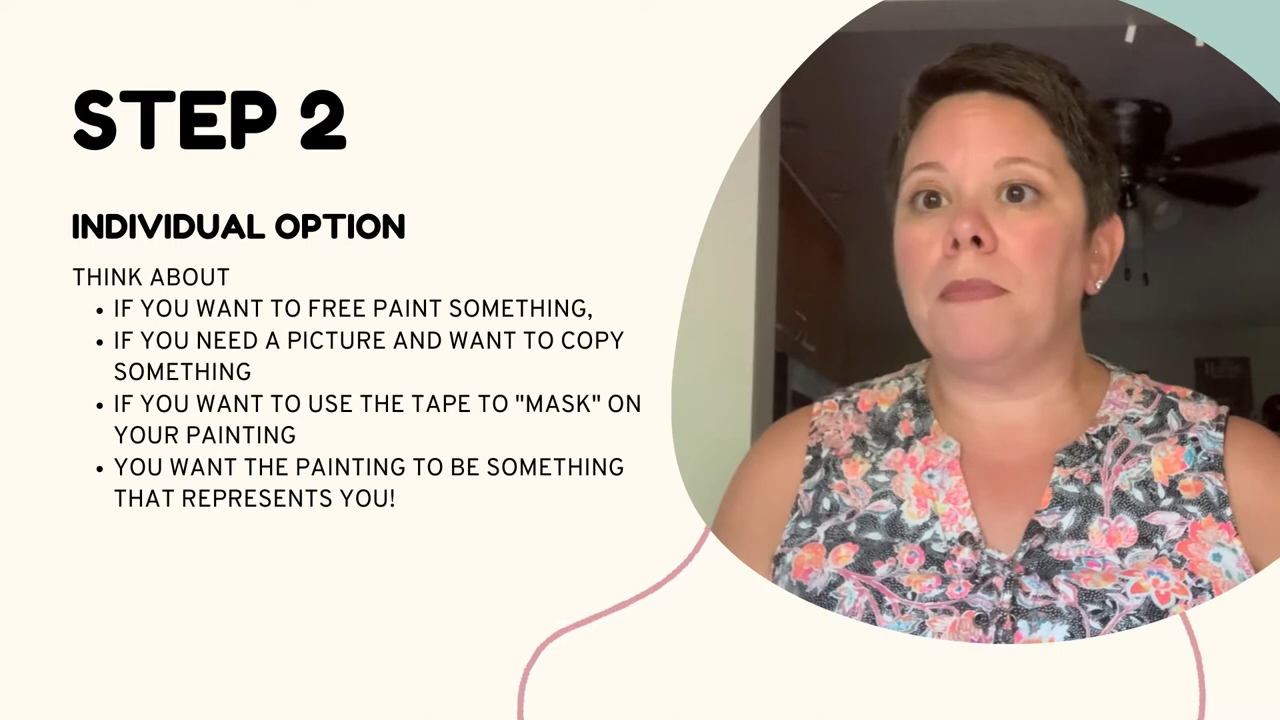 STEP 2
INDIVIDUAL OPTION
THINK ABOUT
• IF YOU WANT TO FREE PAINT SOMETHING,
• IF YOU NEED A PICTURE AND WANT TO COPY
SOMETHING
• IF YOU WANT TO USE THE TAPE TO "MASK" ON
YOUR PAINTING
• YOU WANT THE PAINTING TO BE SOMETHING
THAT REPRESENTS YOU!